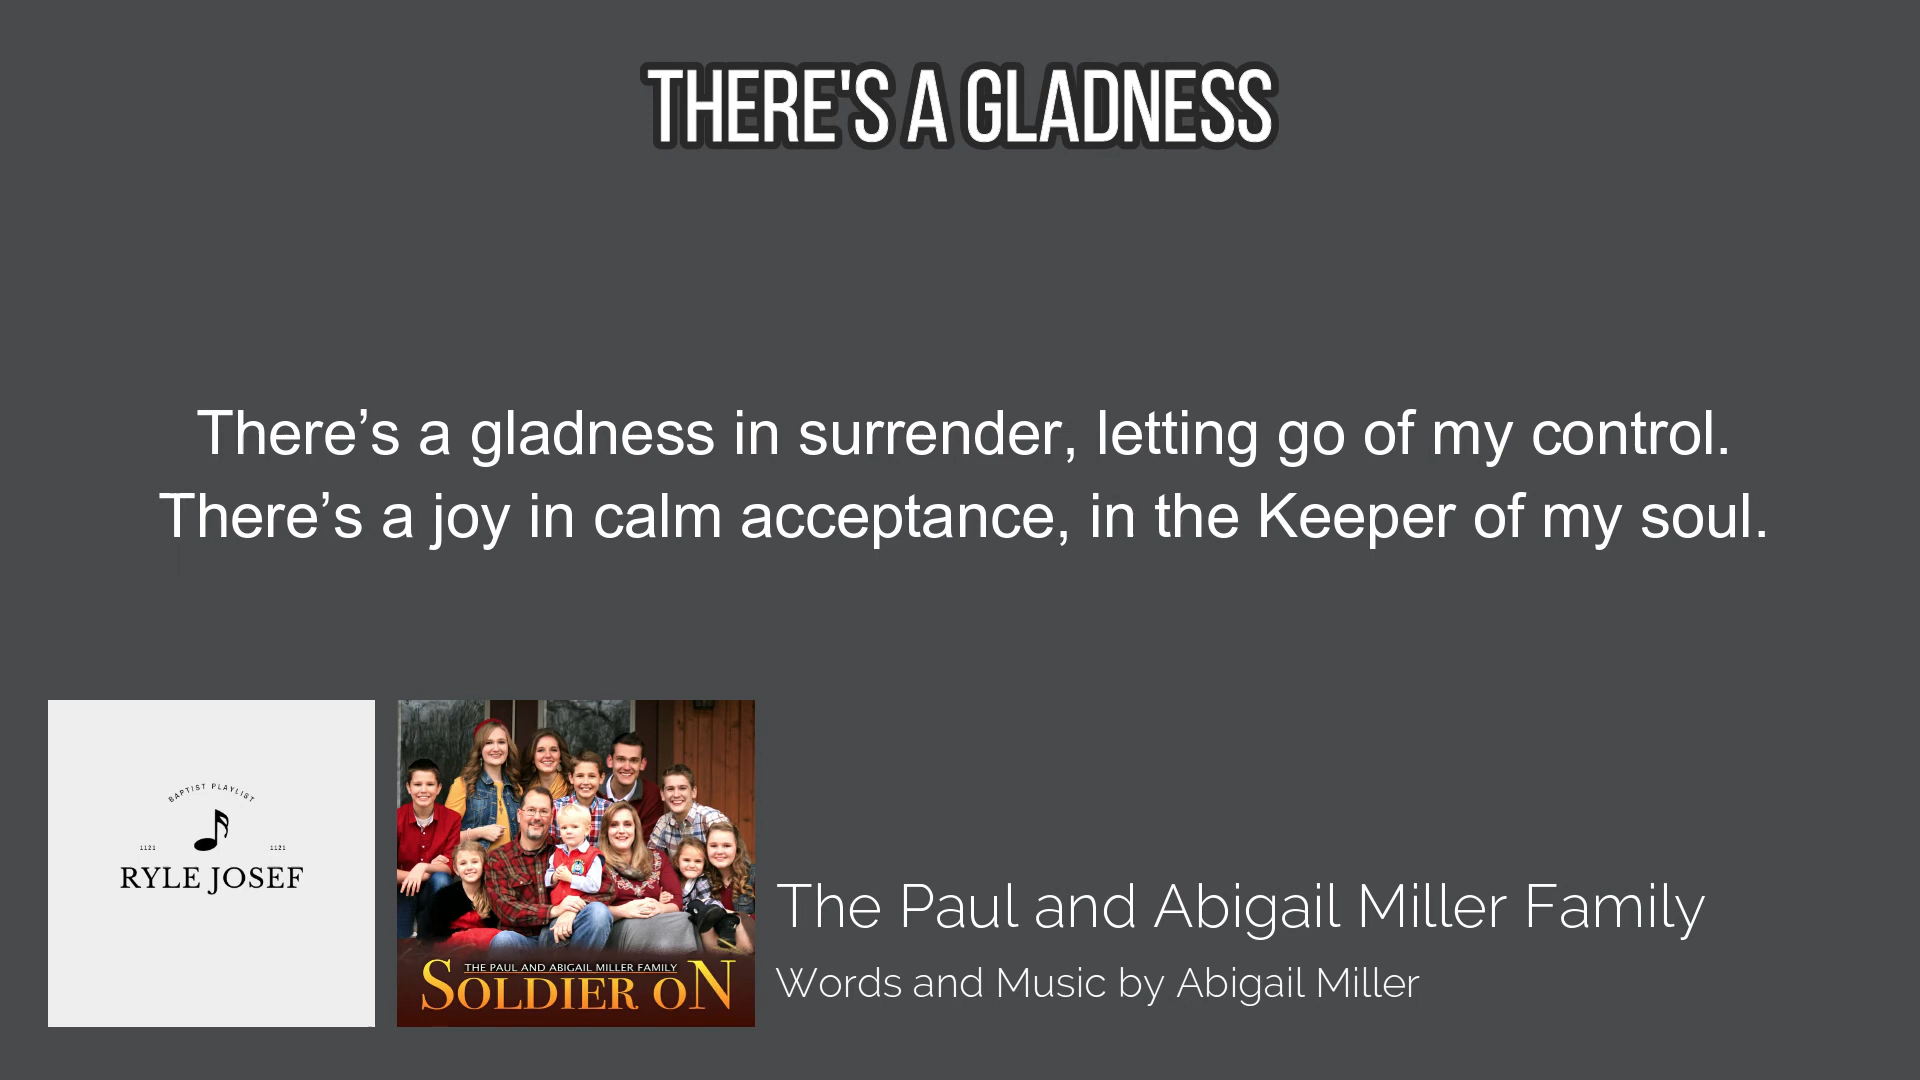 THERE'S A GLADNESS
There’s a gladness in surrender, letting go of my control.
There’s a joy in calm acceptance, in the Keeper of my soul.
BAPTIST PLAYLIST
1121 1121
RYLE JOSEF
THE PAUL AND ABIGAIL MILLER FAMILY
SOLDIER ON
The Paul and Abigail Miller Family
Words and Music by Abigail Miller